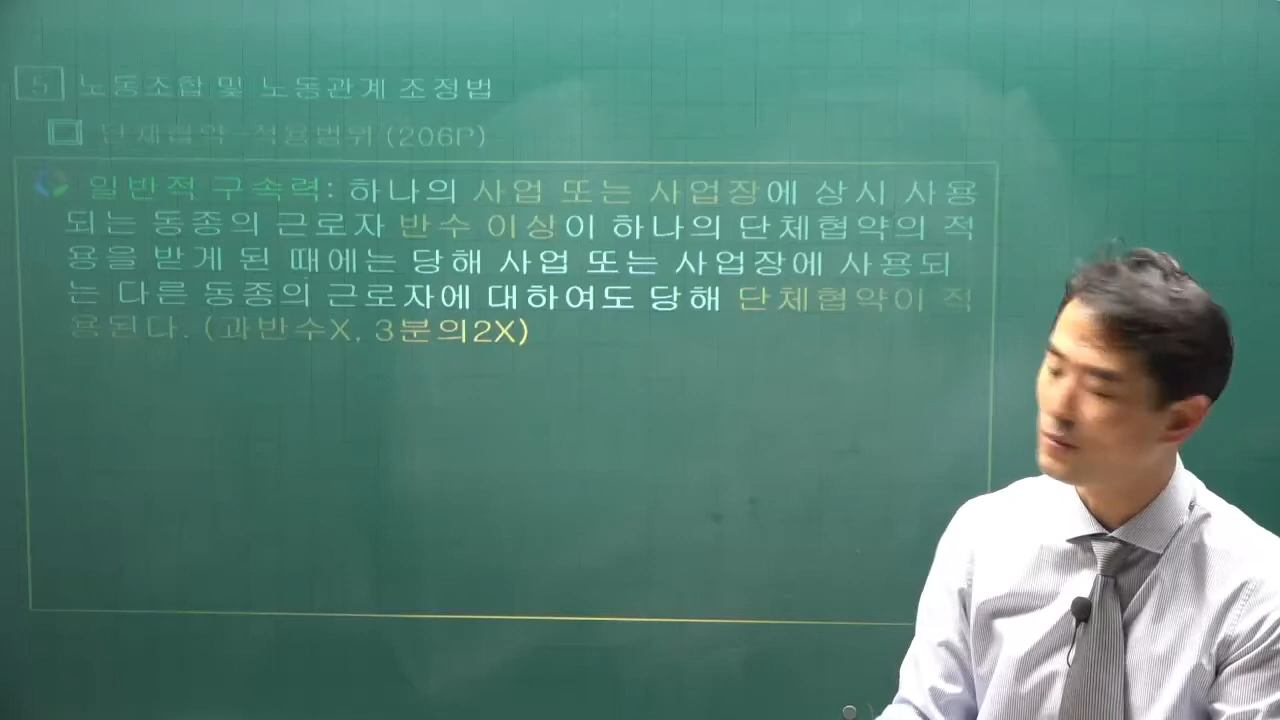 5 노동조합 및 노동관계 조정법
단체협약-적용범위 (206P)
일반적 구속력: 하나의 사업 또는 사업장에 상시 사용
되는 동종의 근로자 반수 이상이 하나의 단체협약의 적
용을 받게 된 때에는 당해 사업 또는 사업장에 사용되
는 다른 동종의 근로자에 대하여도 당해 단체협약이 적
용된다. (과반수X, 3분의2X)